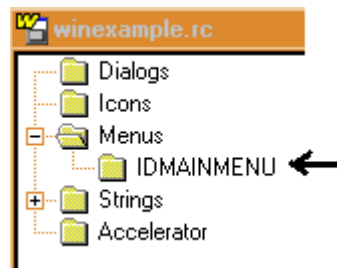 winexample.rc
Dialogs
Icons
Menus
IDMAINMENU
Strings
Accelerator